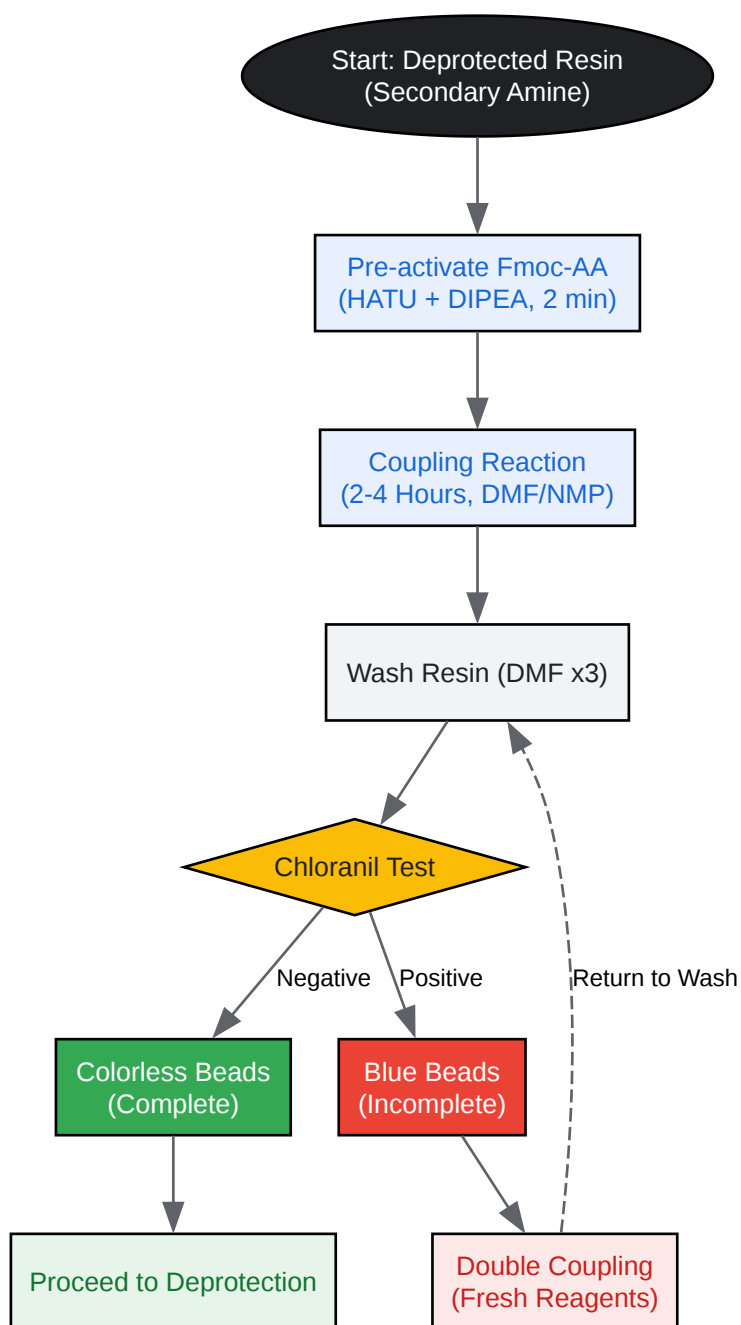 Start: Deprotected Resin
(Secondary Amine)
Pre-activate Fmoc-AA
(HATU + DIPEA, 2 min)
Coupling Reaction
(2-4 Hours, DMF/NMP)
Wash Resin (DMF x3)
Chloranil Test
Negative
Positive
Return to Wash
Colorless Beads
(Complete)
Blue Beads
(Incomplete)
Proceed to Deprotection
Double Coupling
(Fresh Reagents)